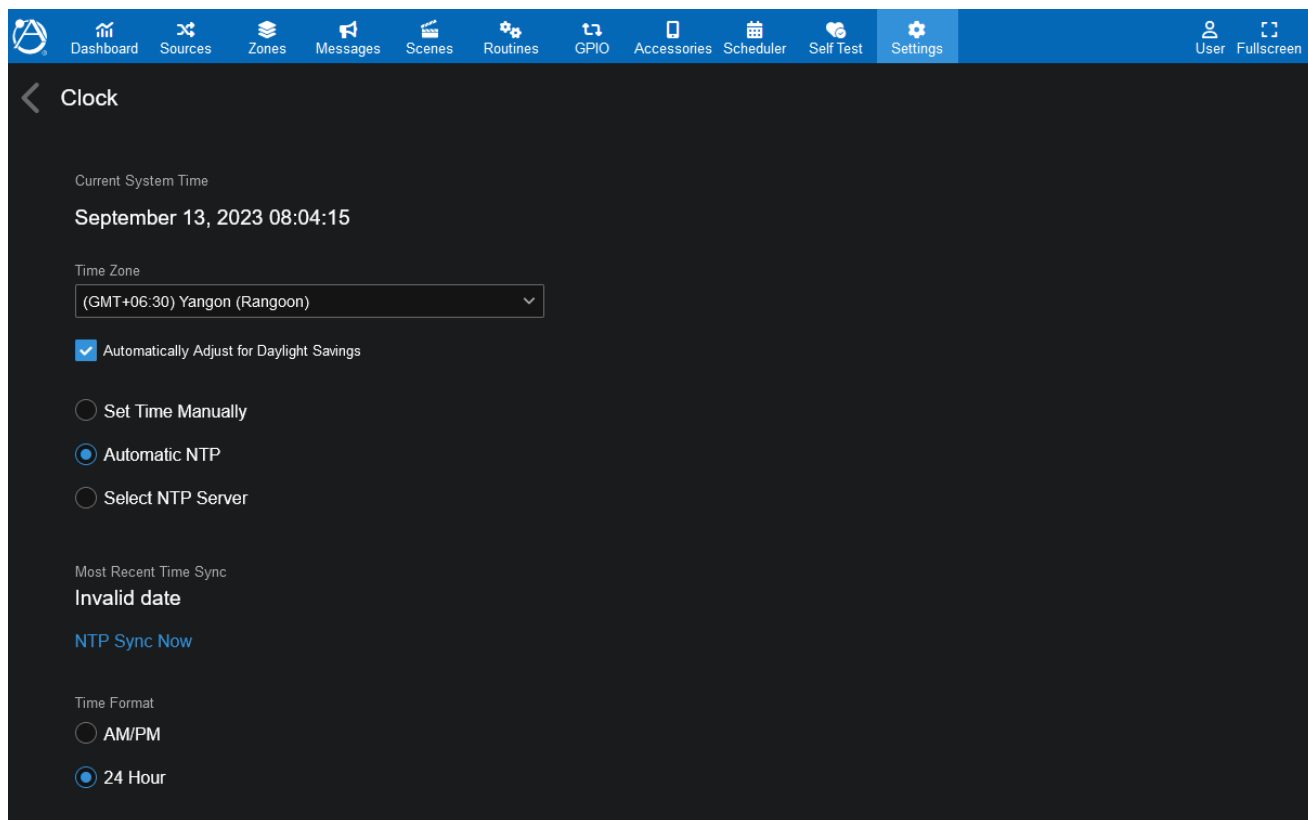 Dashboard Sources Zones Messages Scenes Routines GPIO Accessories Scheduler Self Test Settings User Fullscreen
Clock
Current System Time
September 13, 2023 08:04:15
Time Zone
(GMT+06:30) Yangon (Rangoon)
Automatically Adjust for Daylight Savings
Set Time Manually
Automatic NTP
Select NTP Server
Most Recent Time Sync
Invalid date
NTP Sync Now
Time Format
AM/PM
24 Hour